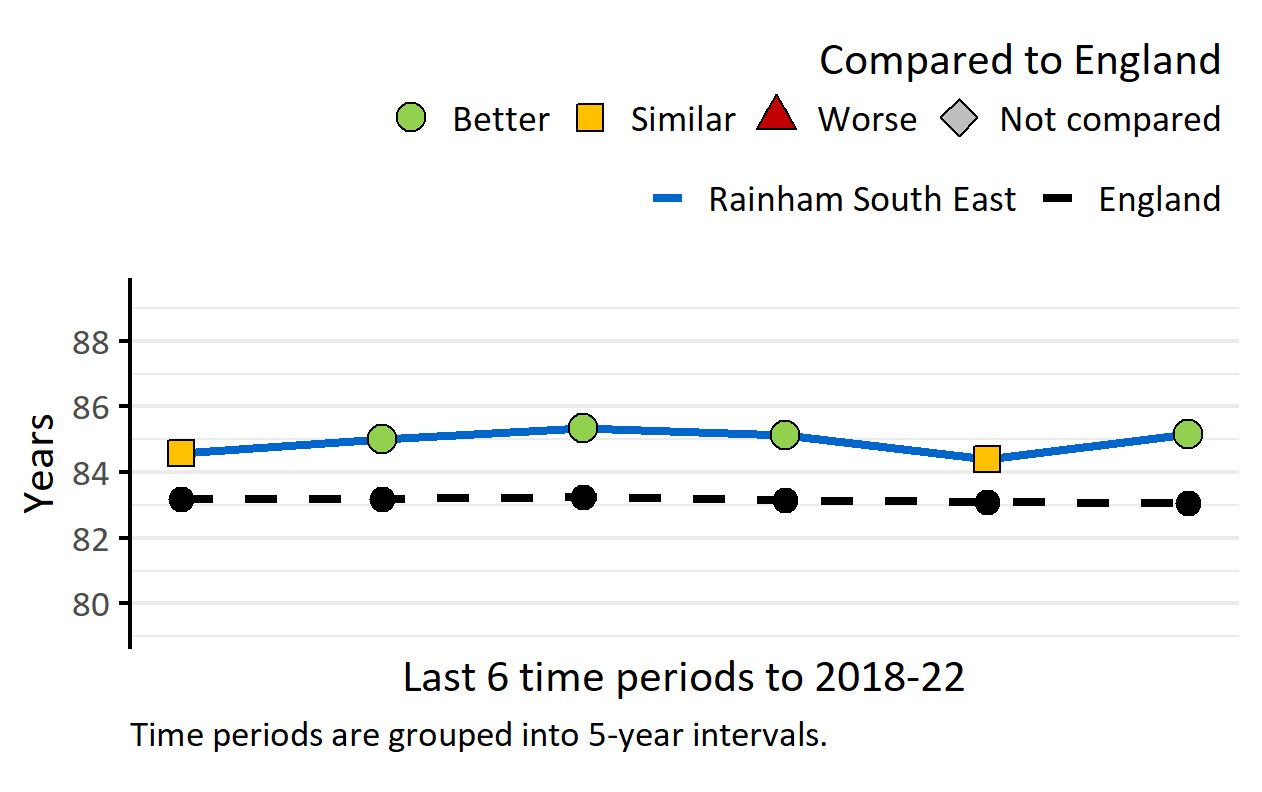 Compared to England
Better Similar Worse Not compared
Rainham South East England
88
86
84
82
80
Years
Last 6 time periods to 2018-22
Time periods are grouped into 5-year intervals.